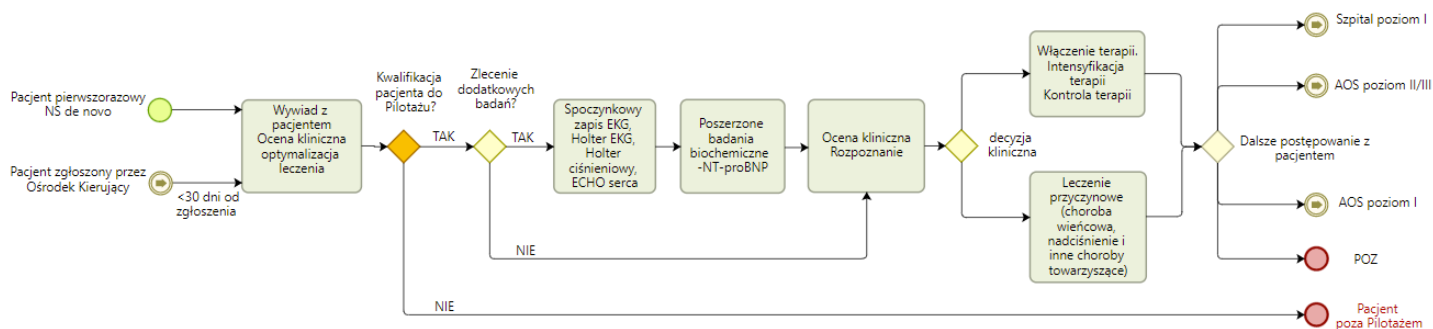 Pacjent pierwszorazowy
NS de novo
Pacjent zgłoszony przez
Ośrodek Kierujący
<30 dni od
zgłoszenia
Wywiad z
pacjentem
Ocena kliniczna
optymalizacja
leczenia
Kwalifikacja
pacjenta do
Pilotażu?
TAK
NIE
Zlecenie
dodatkowych
badań?
TAK
NIE
Spoczynkowy
zapis EKG,
Holter EKG,
Holter
ciśnieniowy,
ECHO serca
Poszerzone
badania
biochemiczne
-NT-proBNP
Ocena kliniczna
Rozpoznanie
decyzja
kliniczna
Włączenie terapii.
Intensyfikacja
terapii
Kontrola terapii
Leczenie
przyczynowe
(choroba
wieńcowa,
nadciśnienie i
inne choroby
towarzyszące)
Dalsze postępowanie z
pacjentem
Szpital poziom I
AOS poziom II/III
AOS poziom I
POZ
Pacjent
poza Pilotażem